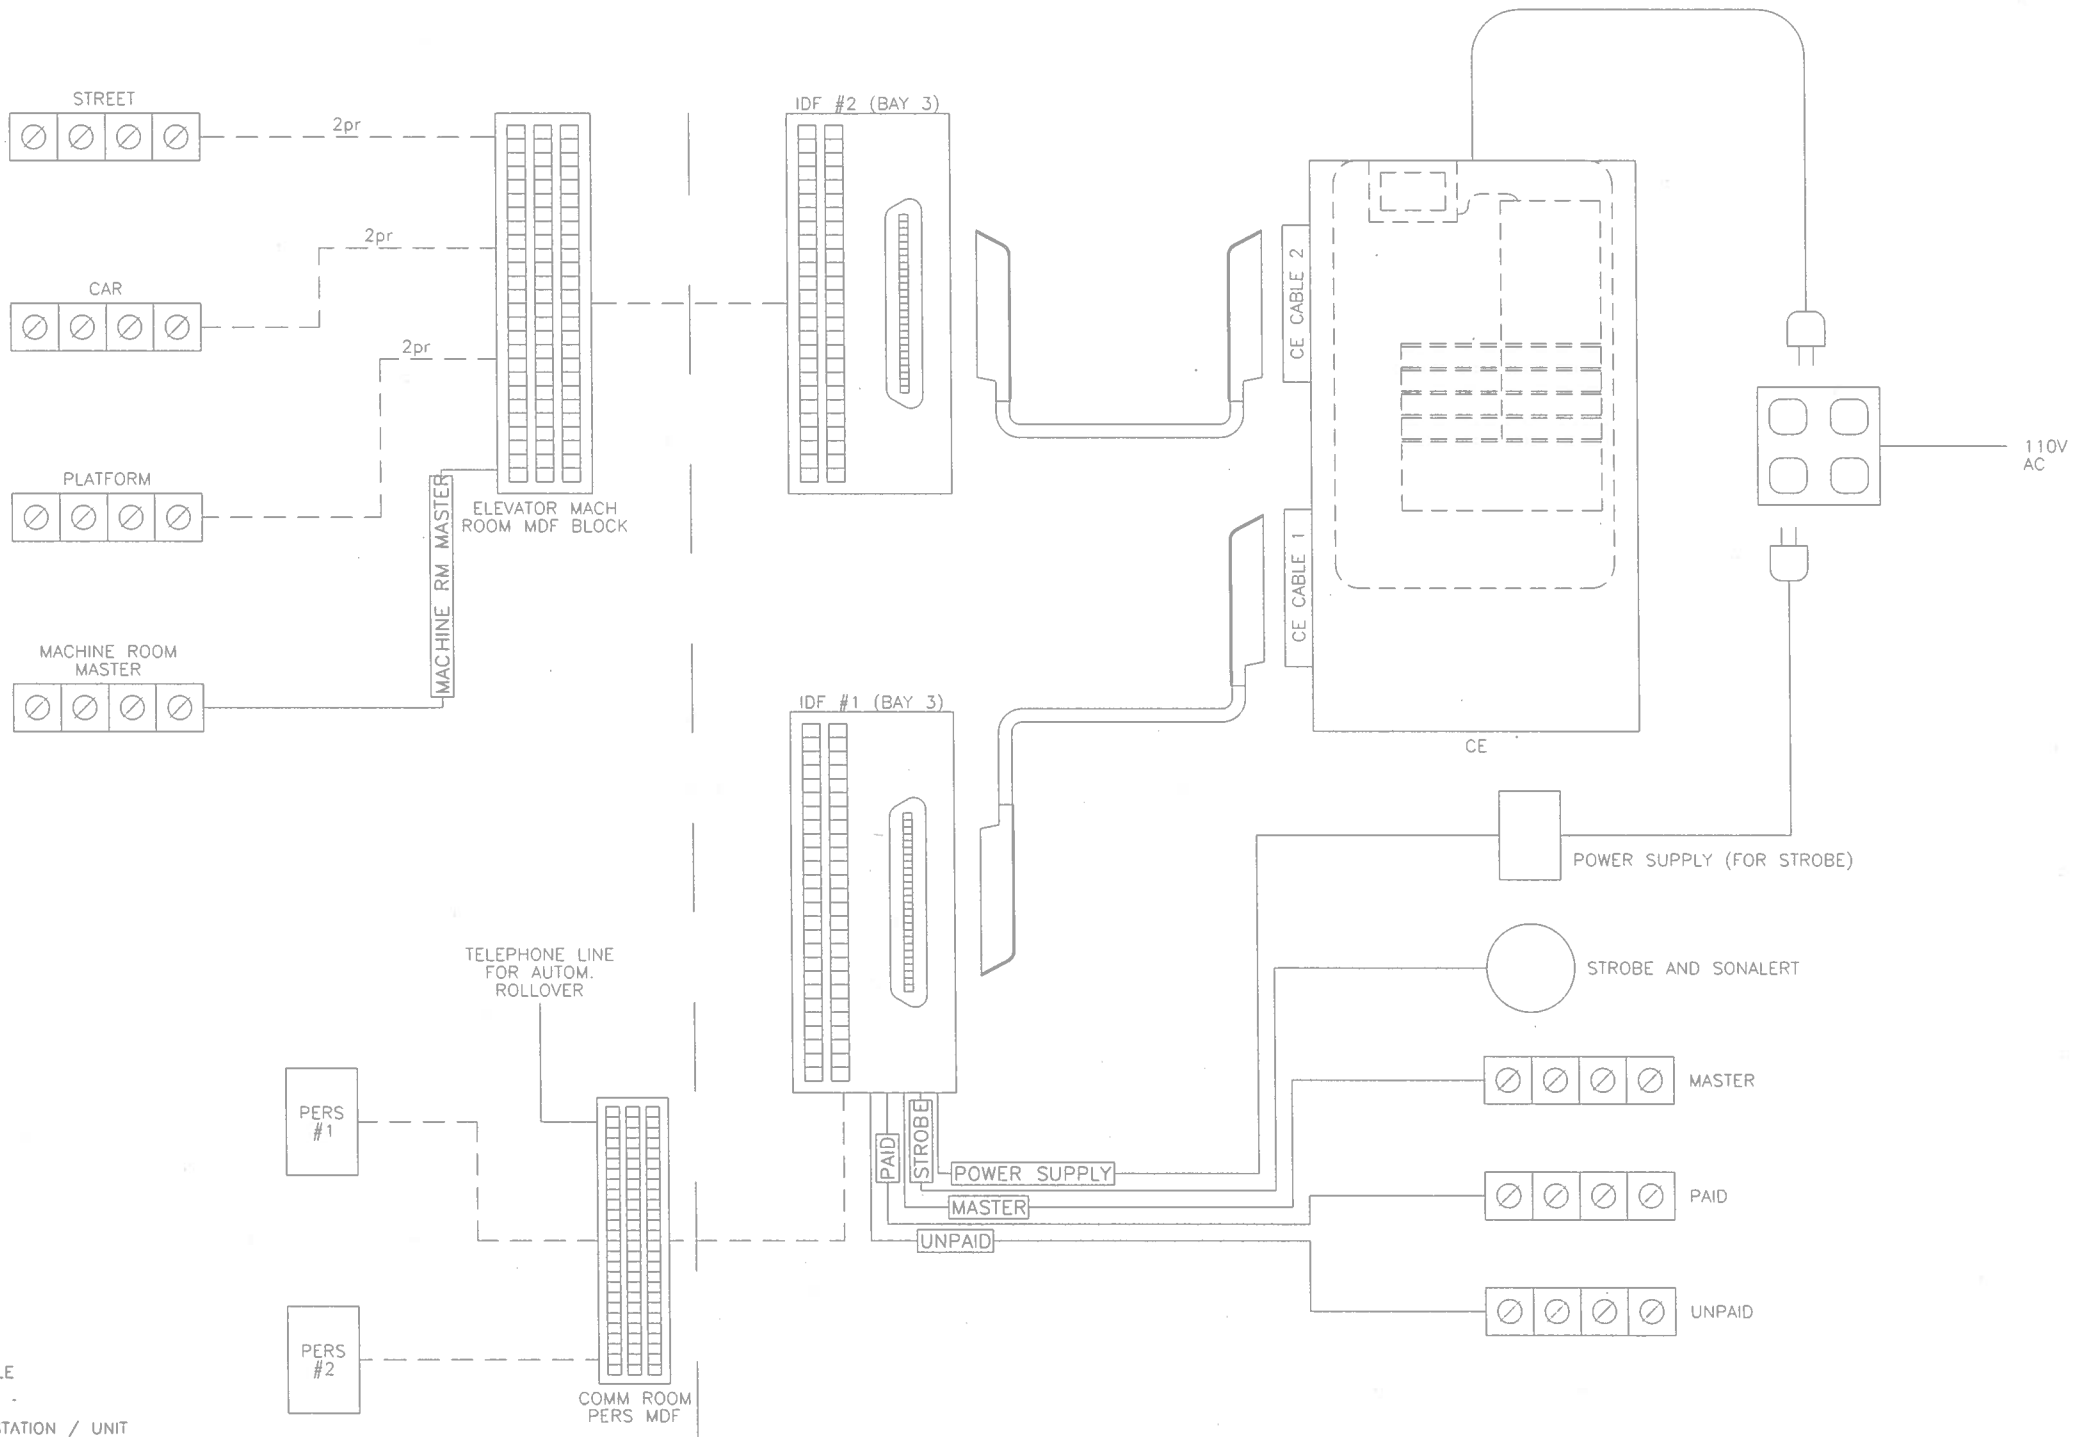 STREET
2pr
IDF #2 (BAY 3)
2pr
CAR
2pr
CE CABLE 2
PLATFORM
MACHINE RM MASTER
ELEVATOR MACH
ROOM MDF BLOCK
110V
AC
CE CABLE 1
MACHINE ROOM
MASTER
IDF #1 (BAY 3)
CE
POWER SUPPLY (FOR STROBE)
TELEPHONE LINE
FOR AUTOM.
ROLLOVER
STROBE AND SONALERT
PERS
#1
MASTER
PAID
STROBE
POWER SUPPLY
MASTER
UNPAID
PAID
UNPAID
PERS
#2
COMM ROOM
PERS MDF
/ UNIT